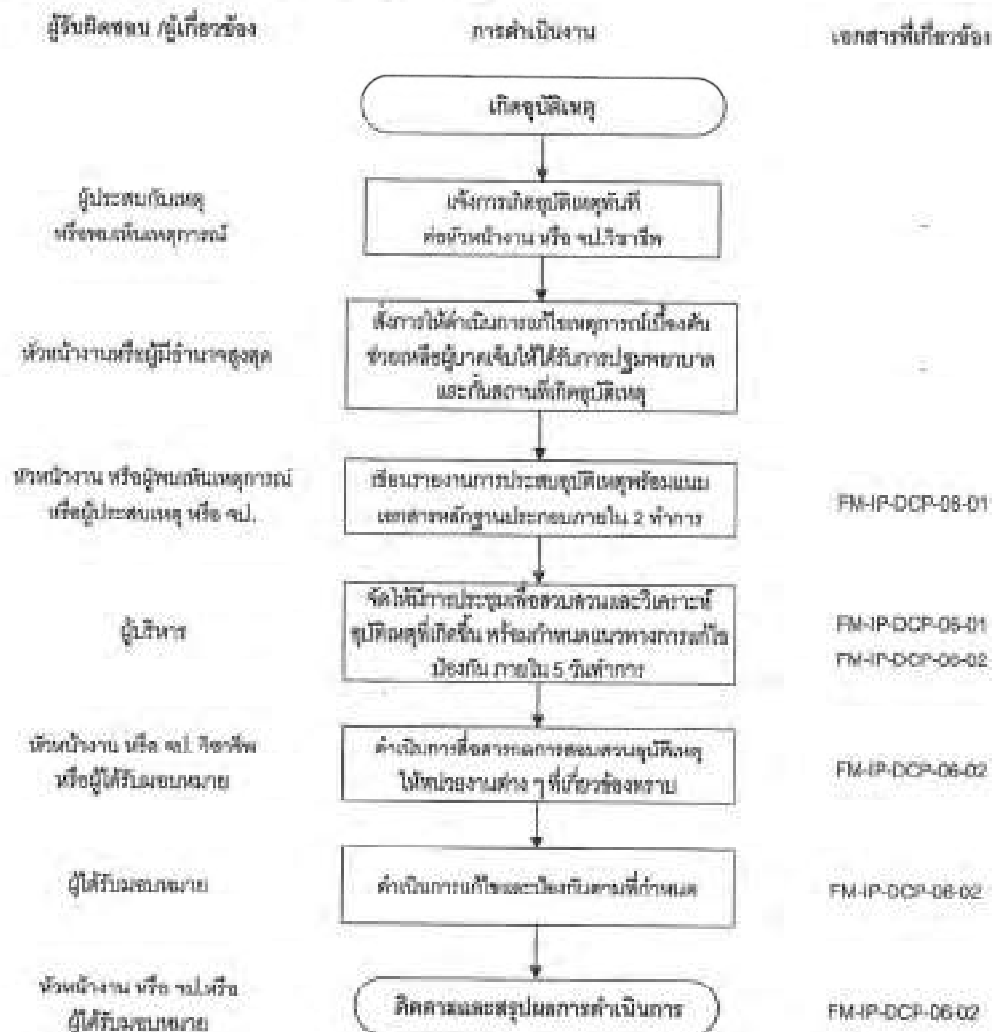 ผู้รับผิดชอบ /ผู้เกี่ยวข้อง
การดำเนินงาน
เอกสารที่เกี่ยวข้อง
เกิดอุบัติเหตุ
ผู้ประสบกับเหตุ
หรือพบเห็นเหตุการณ์
แจ้งการเกิดอุบัติเหตุทันที
ต่อหัวหน้างาน หรือ จป.วิชาชีพ
-
หัวหน้างานหรือผู้มีอำนาจสูงสุด
สั่งการให้ดำเนินการแก้ไขเหตุการณ์เบื้องต้น
ช่วยเหลือผู้บาดเจ็บให้ได้รับการปฐมพยาบาล
และกั้นสถานที่เกิดอุบัติเหตุ
-
หัวหน้างาน หรือผู้พบเห็นเหตุการณ์
หรือผู้ประสบเหตุ หรือ จป.
เขียนรายงานการประสบอุบัติเหตุพร้อมแนบ
เอกสารหลักฐานประกอบภายใน 2 ทำการ
FM-IP-DCP-06-01
ผู้บริหาร
จัดให้มีการประชุมเพื่อสวบสวนและวิเคราะห์
อุบัติเหตุที่เกิดขึ้น พร้อมกำหนดแนวทางการแก้ไข
ป้องกัน ภายใน 5 วันทำการ
FM-IP-DCP-06-01
FM-IP-DCP-06-02
หัวหน้างาน หรือ จป. วิชาชีพ
หรือผู้ได้รับมอบหมาย
ดำเนินการสื่อสารผลการสอบสวนอุบัติเหตุ
ให้หน่วยงานต่าง ๆ ที่เกี่ยวข้องทราบ
FM-IP-DCP-06-02
ผู้ได้รับมอบหมาย
ดำเนินการแก้ไขและป้องกันตามที่กำหนด
FM-IP-DCP-06-02
หัวหน้างาน หรือ จป.หรือ
ผู้ได้รับมอบหมาย
ติดตามและสรุปผลการดำเนินการ
FM-IP-DCP-06-02